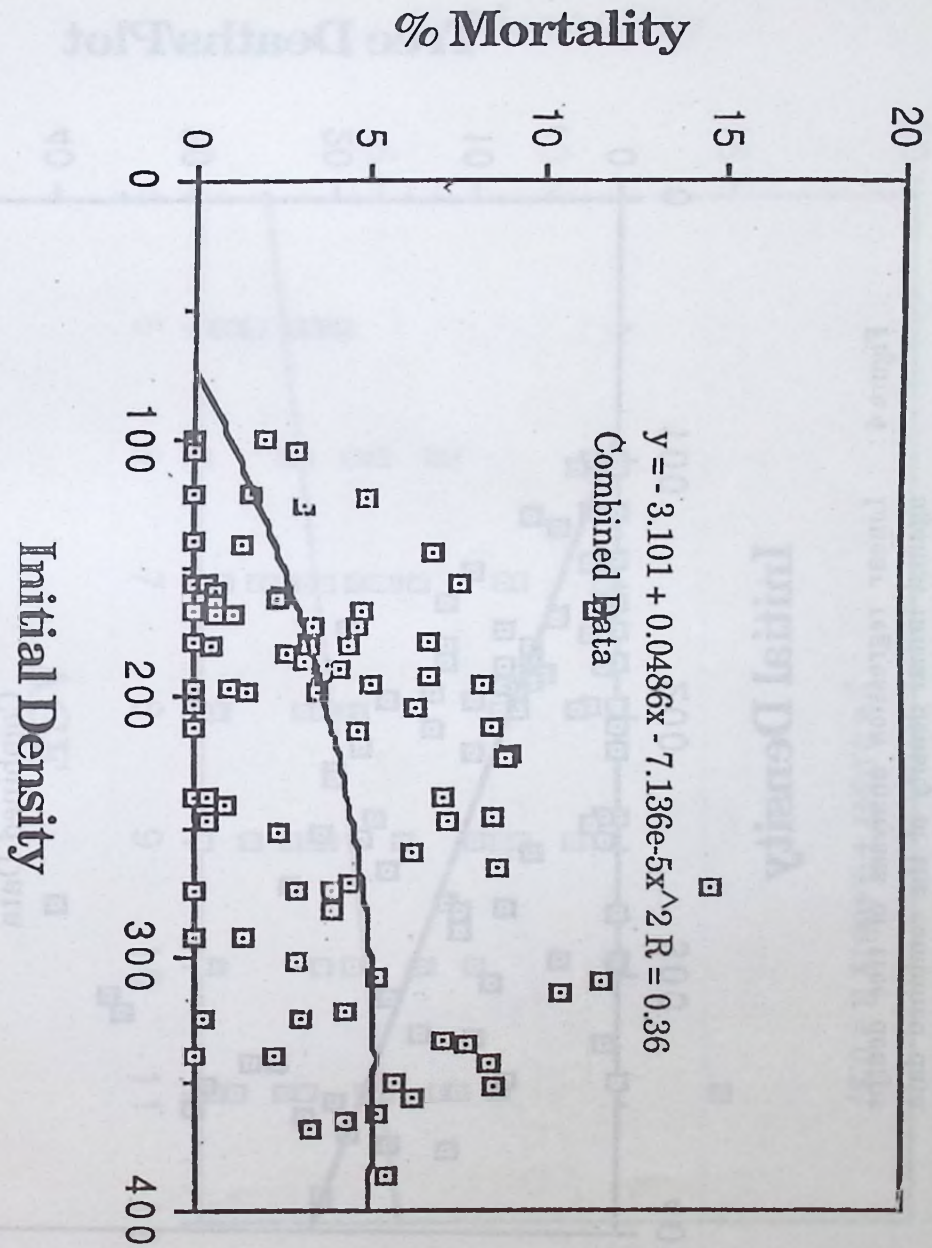 % Mortality
20
15
10
5
0
y = - 3.101 + 0.0486x - 7.136e-5x^2 R = 0.36
Combined Data
0 100 200 300 400
Initial Density